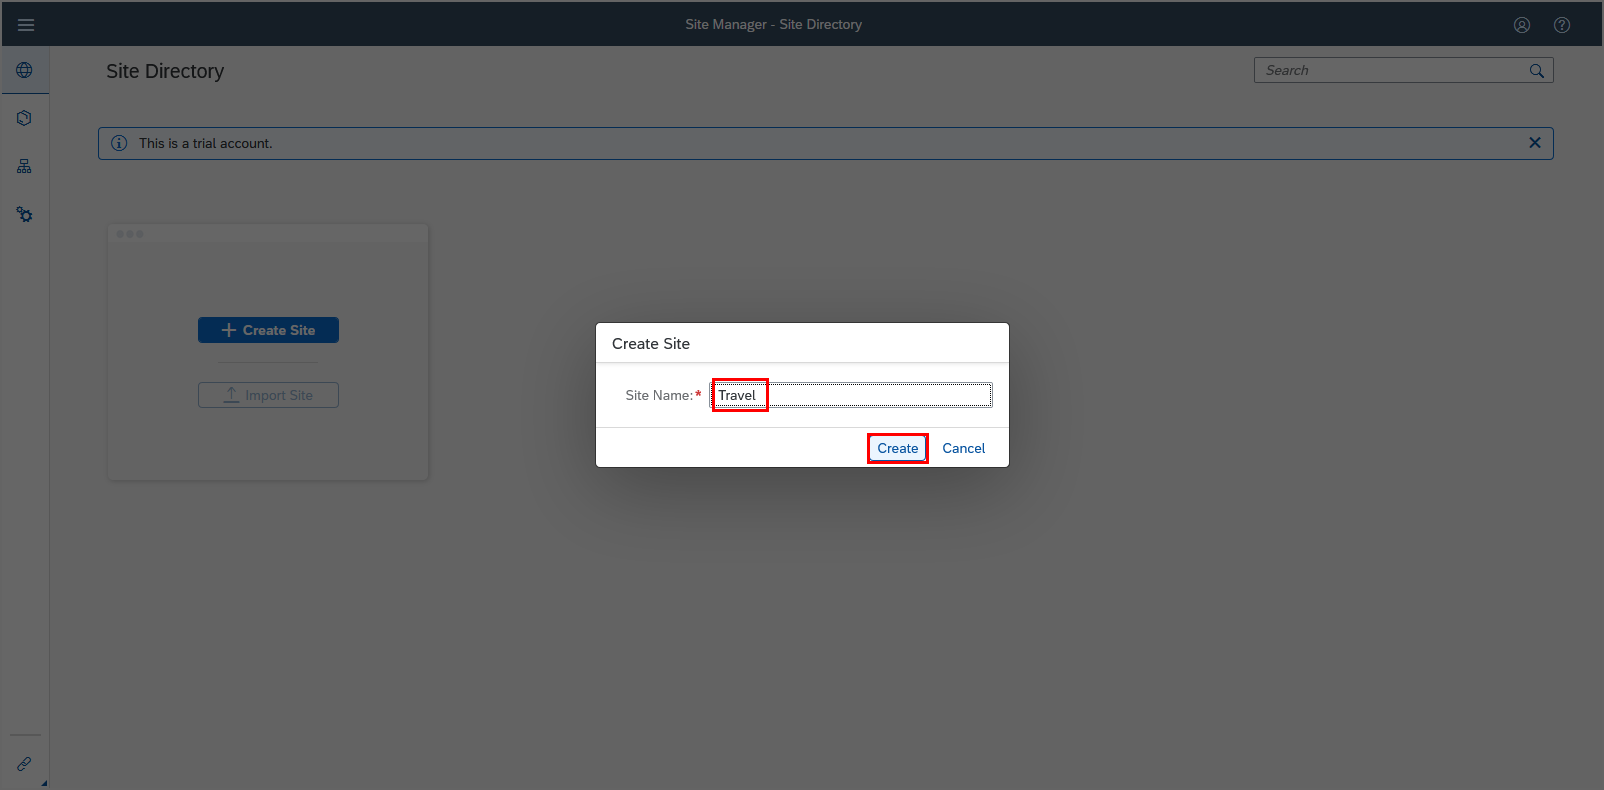 Site Manager - Site Directory
Site Directory
Search
This is a trial account.
Create Site
Import Site
Create Site
Site Name:*
Travel
Create
Cancel